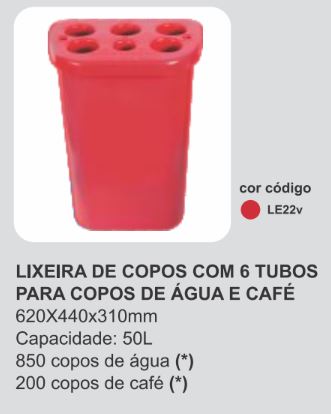 cor código
LE22v
LIXEIRA DE COPOS COM 6 TUBOS
PARA COPOS DE ÁGUA E CAFÉ
620X440x310mm
Capacidade: 50L
850 copos de água (*)
200 copos de café (*)